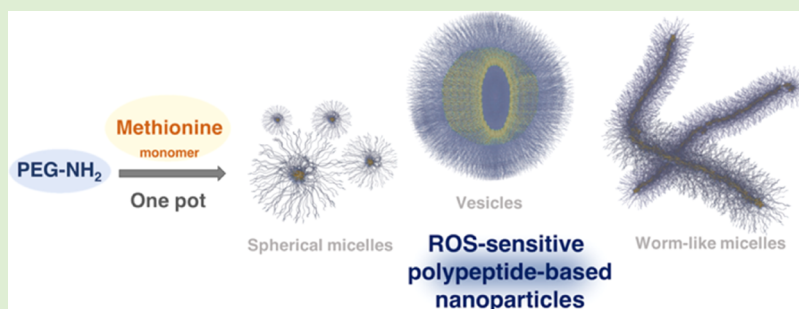 Methionine
monomer
PEG-NH₂
One pot
Spherical micelles
Vesicles
Worm-like micelles
ROS-sensitive
polypeptide-based
nanoparticles